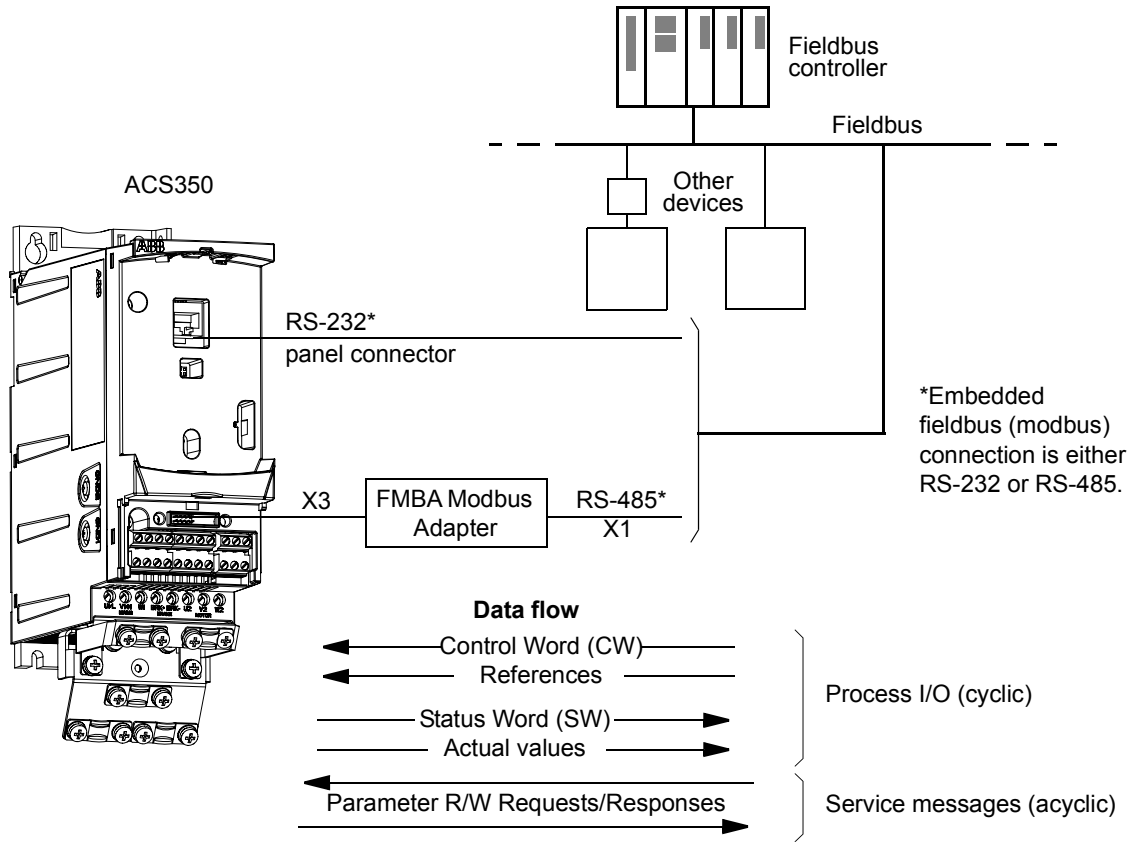 Fieldbus
controller
Fieldbus
Other
devices
ACS350
ABB
ABB
RS-232*
panel connector
*Embedded
fieldbus (modbus)
connection is either
RS-232 or RS-485.
X3
FMBA Modbus
Adapter
RS-485*
X1
Data flow
Control Word (CW)
References
Status Word (SW)
Actual values
Process I/O (cyclic)
Parameter R/W Requests/Responses
Service messages (acyclic)